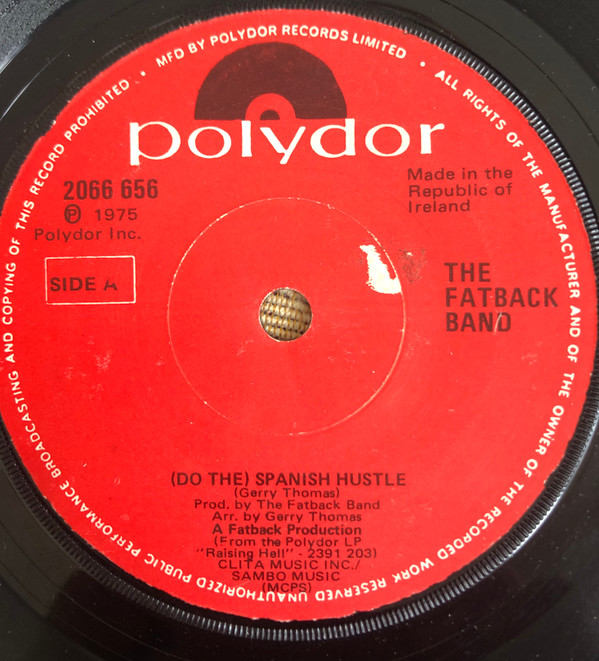 MFD BY POLYDOR RECORDS LIMITED • ALL RIGHTS OF THE MANUFACTURER AND OF THE OWNER OF THE RECORDED WORK RESERVED UNAUTHORIZED PUBLIC PERFORMANCE BROADCASTING AND COPYING OF THIS RECORD PROHIBITED •
polydor
2066 656
Ⓟ 1975
Polydor Inc.
Made in the
Republic of
Ireland
SIDE A
THE
FATBACK
BAND
(DO THE) SPANISH HUSTLE
(Gerry Thomas)
Prod. by The Fatback Band
Arr. by Gerry Thomas
A Fatback Production
(From the Polydor LP
"Raising Hell" - 2391 203)
CLITA MUSIC INC./
SAMBO MUSIC
(MCPS)